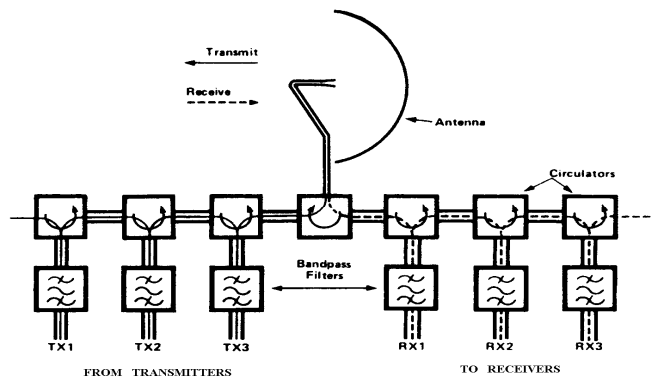 Transmit
Receive
Antenna
Circulators
Bandpass
Filters
TX1 TX2 TX3 RX1 RX2 RX3
FROM TRANSMITTERS TO RECEIVERS